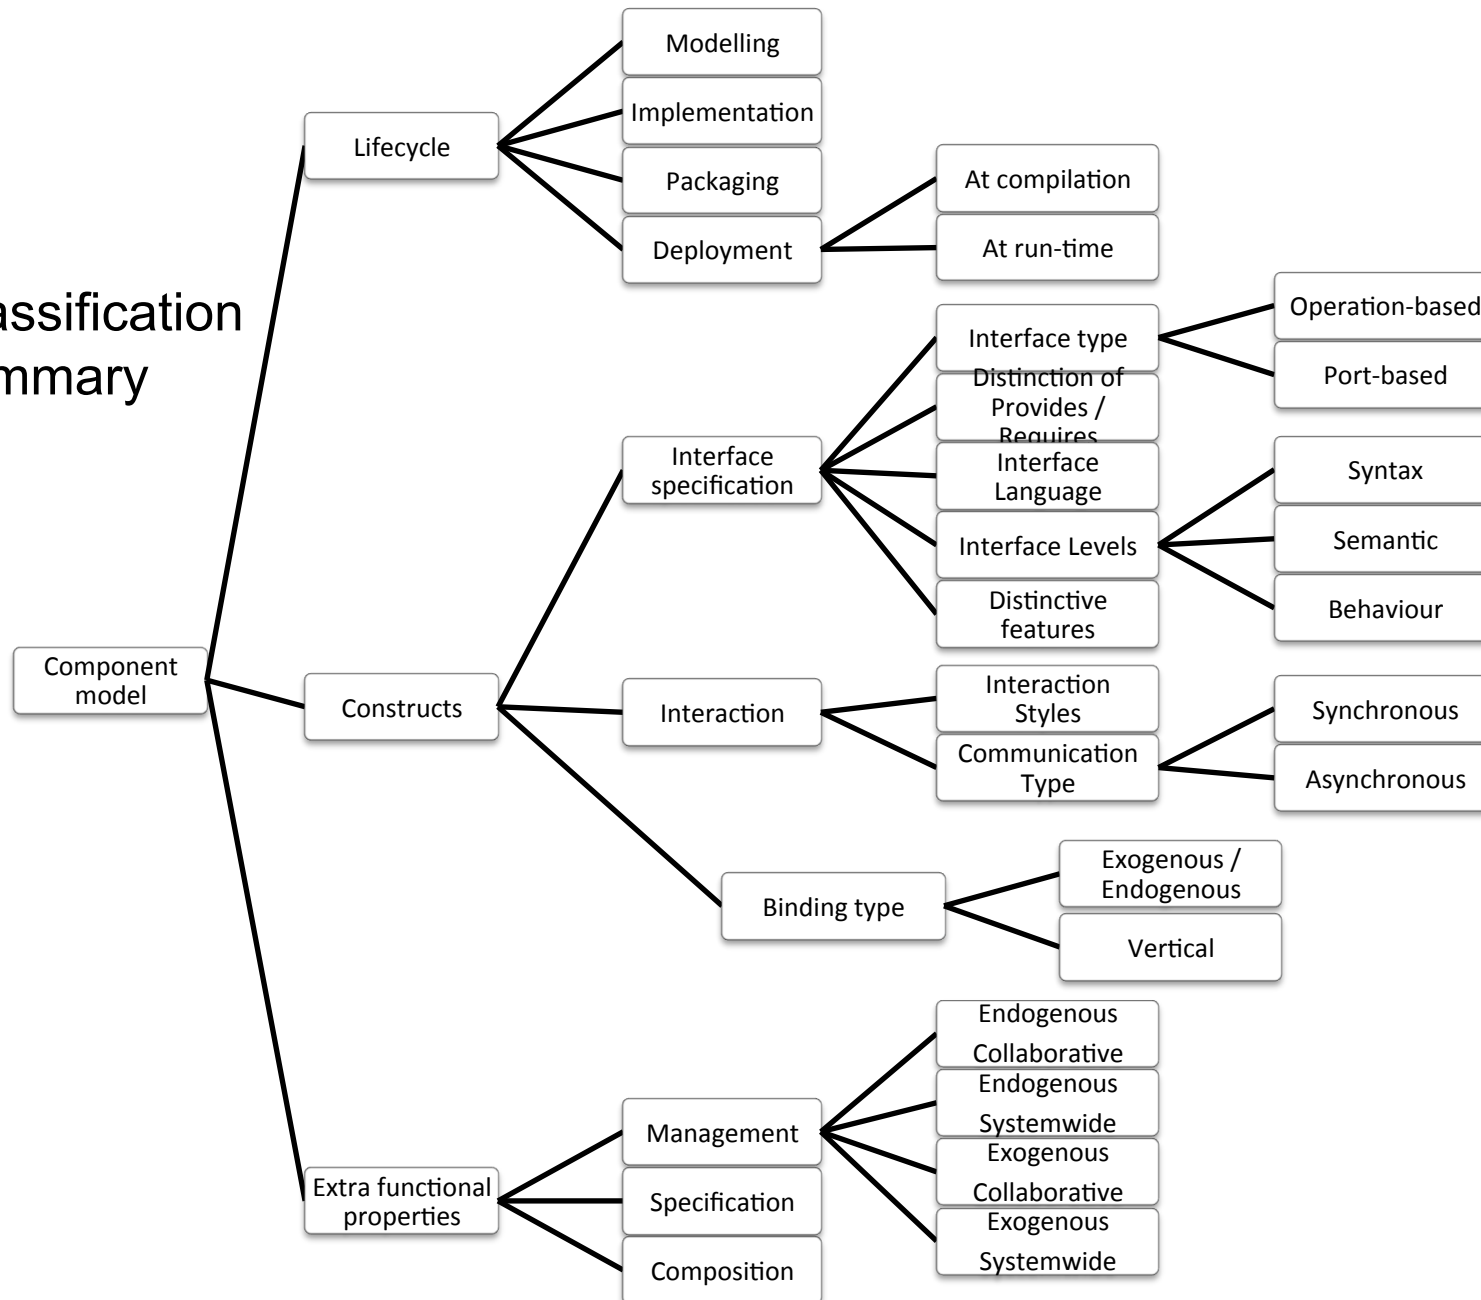 assification
mmary
Component
model
Lifecycle
Modelling
Implementation
Packaging
Deployment
At compilation
At run-time
Constructs
Interface
specification
Interface type
Operation-based
Port-based
Distinction of
Provides /
Requires
Interface
Language
Interface Levels
Syntax
Semantic
Behaviour
Distinctive
features
Interaction
Interaction
Styles
Communication
Type
Synchronous
Asynchronous
Binding type
Exogenous /
Endogenous
Vertical
Extra functional
properties
Management
Endogenous
Collaborative
Endogenous
Systemwide
Exogenous
Collaborative
Exogenous
Systemwide
Specification
Composition